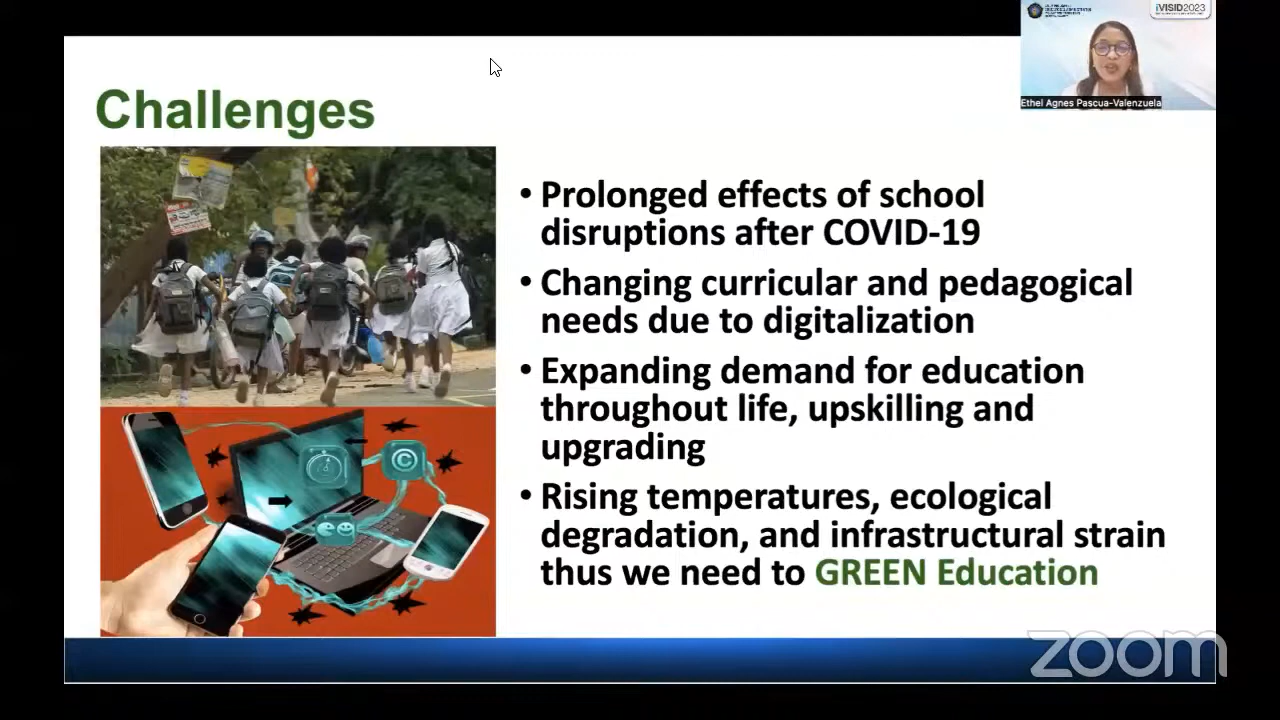 iVISID2023
Ethel Agnes Pascua-Valenzuela
Challenges
• Prolonged effects of school
disruptions after COVID-19
• Changing curricular and pedagogical
needs due to digitalization
• Expanding demand for education
throughout life, upskilling and
upgrading
• Rising temperatures, ecological
degradation, and infrastructural strain
thus we need to GREEN Education
©
zoom